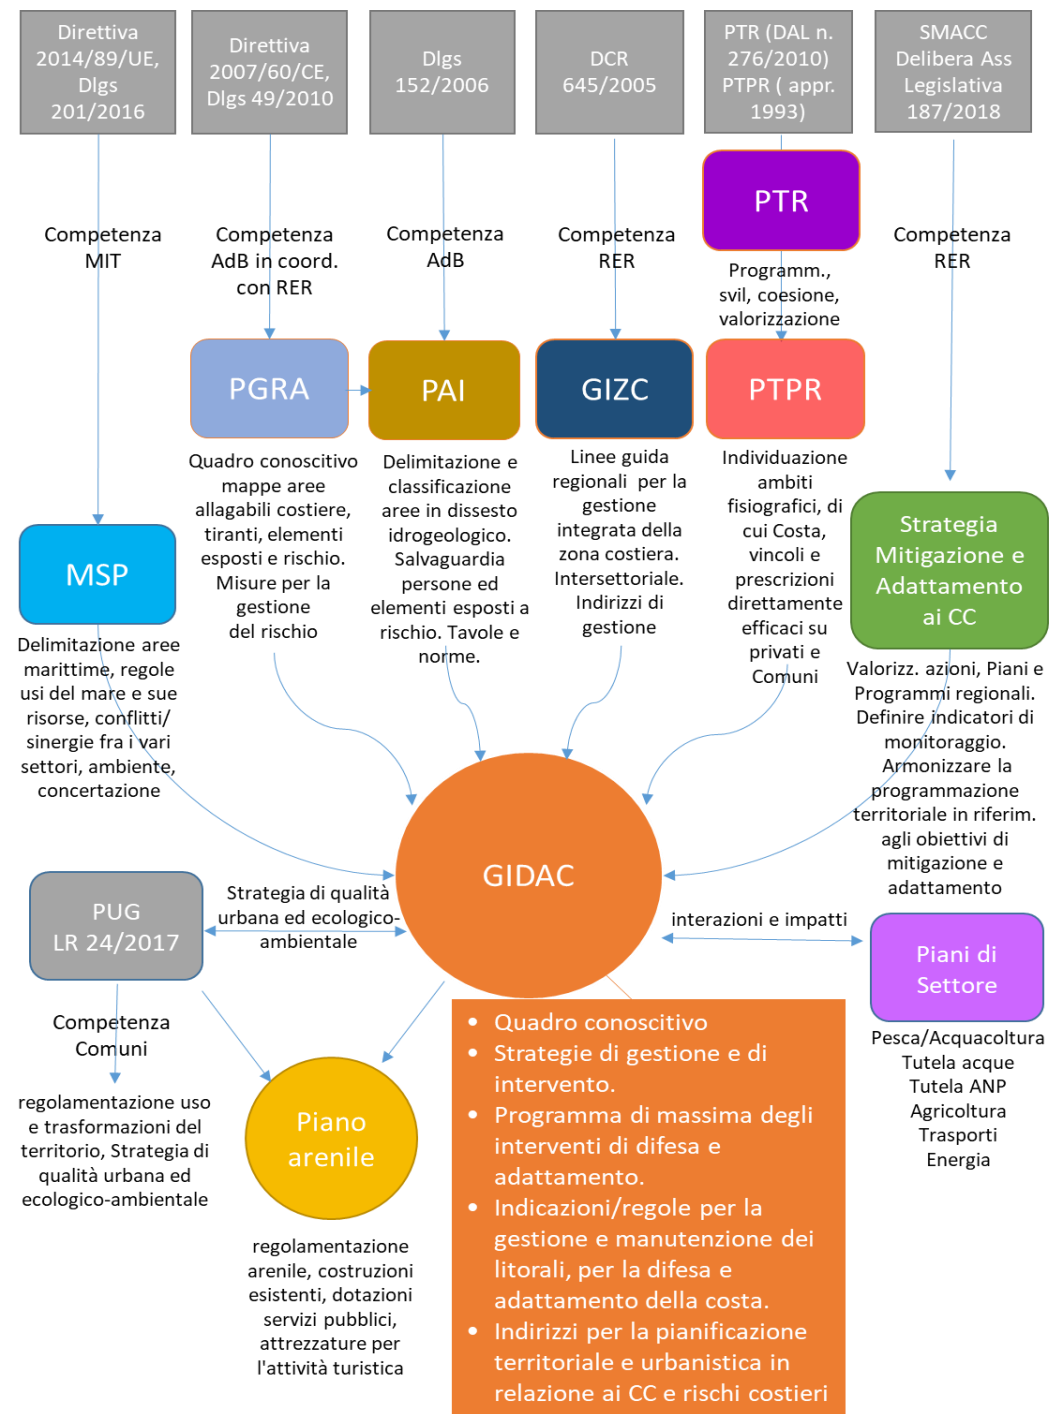 Direttiva
2014/89/UE,
Dlgs
201/2016
Direttiva
2007/60/CE,
Dlgs 49/2010
Dlgs
152/2006
DCR
645/2005
PTR (DAL n.
276/2010)
PTPR ( appr.
1993)
SMACC
Delibera Ass
Legislativa
187/2018
Competenza
MIT
Competenza
AdB in coord.
con RER
Competenza
AdB
Competenza
RER
PTR
Programm.,
svil, coesione,
valorizzazione
Competenza
RER
PGRA
PAI
GIZC
PTPR
Quadro conoscitivo
mappe aree
allagabili costiere,
tiranti, elementi
esposti e rischio.
Misure per la
gestione
del rischio
Delimitazione e
classificazione
aree in dissesto
idrogeologico.
Salvaguardia
persone ed
elementi esposti a
rischio. Tavole e
norme.
Linee guida
regionali per la
gestione
integrata della
zona costiera.
Intersettoriale.
Indirizzi di
gestione
Individuazione
ambiti
fisiografici, di
cui Costa,
vincoli e
prescrizioni
direttamente
efficaci su
privati e
Comuni
Strategia
Mitigazione e
Adattamento
ai CC
MSP
Delimitazione aree
marittime, regole
usi del mare e sue
risorse, conflitti/
sinergie fra i vari
settori, ambiente,
concertazione
Valorizz. azioni, Piani e
Programmi regionali.
Definire indicatori di
monitoraggio.
Armonizzare la
programmazione
territoriale in riferim.
agli obiettivi di
mitigazione e
adattamento
GIDAC
PUG
LR 24/2017
Strategia di qualità
urbana ed ecologico-
ambientale
interazioni e impatti
Piani di
Settore
Competenza
Comuni
regolamentazione uso
e trasformazioni del
territorio, Strategia di
qualità urbana ed
ecologico-ambientale
Piano
arenile
regolamentazione
arenile, costruzioni
esistenti, dotazioni
servizi pubblici,
attrezzature per
l'attività turistica
• Quadro conoscitivo
• Strategie di gestione e di
intervento.
• Programma di massima degli
interventi di difesa e
adattamento.
• Indicazioni/regole per la
gestione e manutenzione dei
litorali, per la difesa e
adattamento della costa.
• Indirizzi per la pianificazione
territoriale e urbanistica in
relazione ai CC e rischi costieri
Pesca/Acquacoltura
Tutela acque
Tutela ANP
Agricoltura
Trasporti
Energia